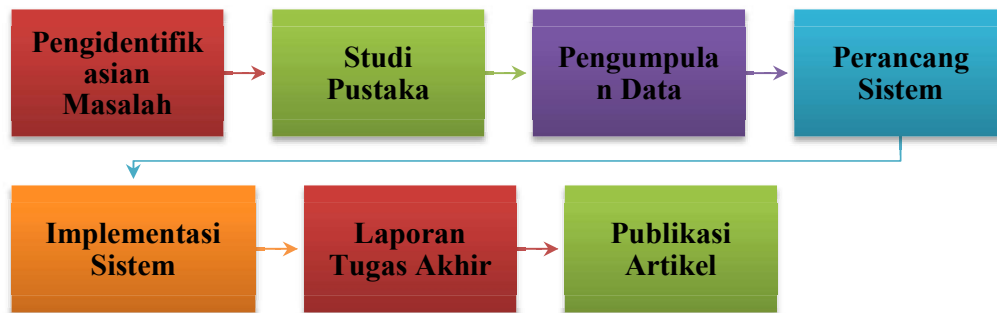 Pengidentifik
asian
Masalah
Studi
Pustaka
Pengumpula
n Data
Perancang
Sistem
Implementasi
Sistem
Laporan
Tugas Akhir
Publikasi
Artikel